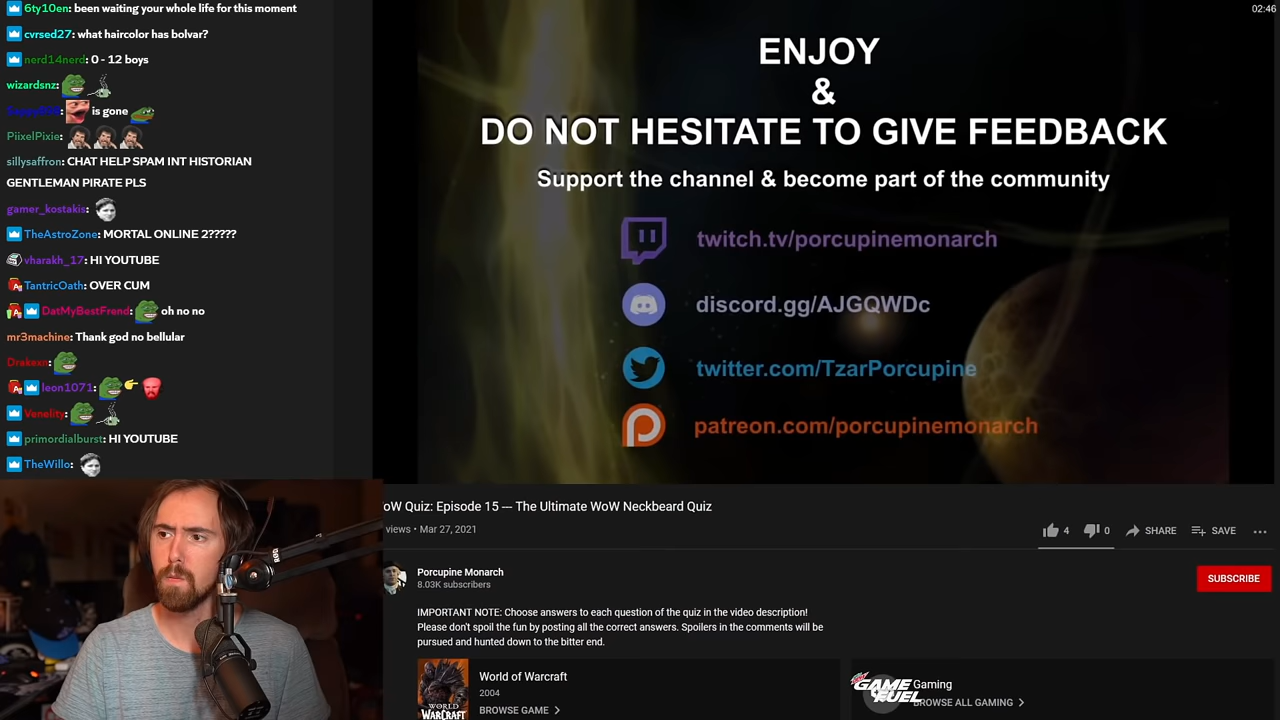 6ty10en: been waiting your whole life for this moment
cvrsed27: what haircolor has bolvar?
nerd14nerd: 0 - 12 boys
wizardsnz:
is gone
PiixelPixie:
sillysaffron: CHAT HELP SPAM INT HISTORIAN
GENTLEMAN PIRATE PLS
gamer_kostakis:
TheAstroZone: MORTAL ONLINE 2?????
vharakh_17: HI YOUTUBE
TantricOath: OVER CUM
DatMyBestFrend: oh no no
mr3machine: Thank god no bellular
Drakexn:
leon1071:
Venelity:
primordialburst: HI YOUTUBE
TheWillo:
02:46
ENJOY
&
DO NOT HESITATE TO GIVE FEEDBACK
Support the channel & become part of the community
twitch.tv/porcupinemonarch
discord.gg/AJGQWDc
twitter.com/TzarPorcupine
patreon.com/porcupinemonarch
oW Quiz: Episode 15 — The Ultimate WoW Neckbeard Quiz
views • Mar 27, 2021
4
0
SHARE
SAVE
Porcupine Monarch
8.03K subscribers
SUBSCRIBE
IMPORTANT NOTE: Choose answers to each question of the quiz in the video description!
Please don't spoil the fun by posting all the correct answers. Spoilers in the comments will be
pursued and hunted down to the bitter end.
WORLD
WARCRAFT
World of Warcraft
2004
BROWSE GAME
GAME
FUEL
Gaming
BROWSE ALL GAMING